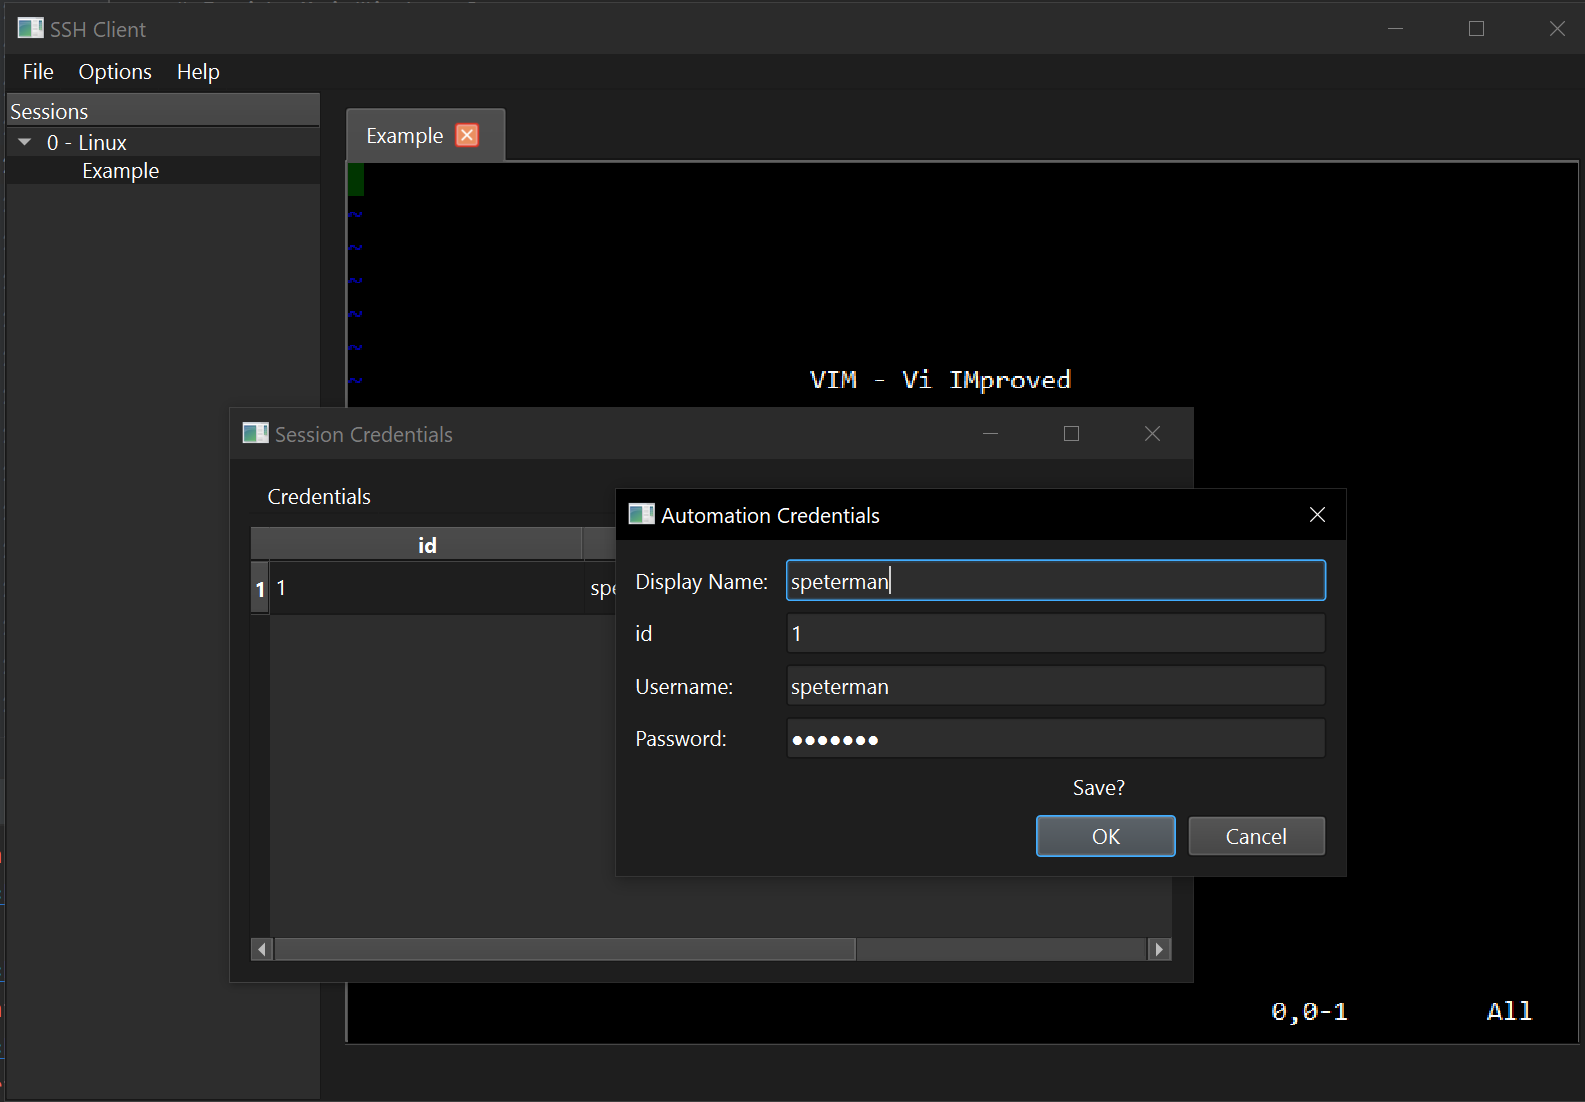 SSH Client
File Options Help
Sessions
0 - Linux
Example
Example
~
~
~
~
~
~
VIM - Vi IMproved
Session Credentials
Credentials
id
1 1 spe
Automation Credentials
Display Name: speterman
id 1
Username: speterman
Password: ●●●●●●●
Save?
OK Cancel
0,0-1 All